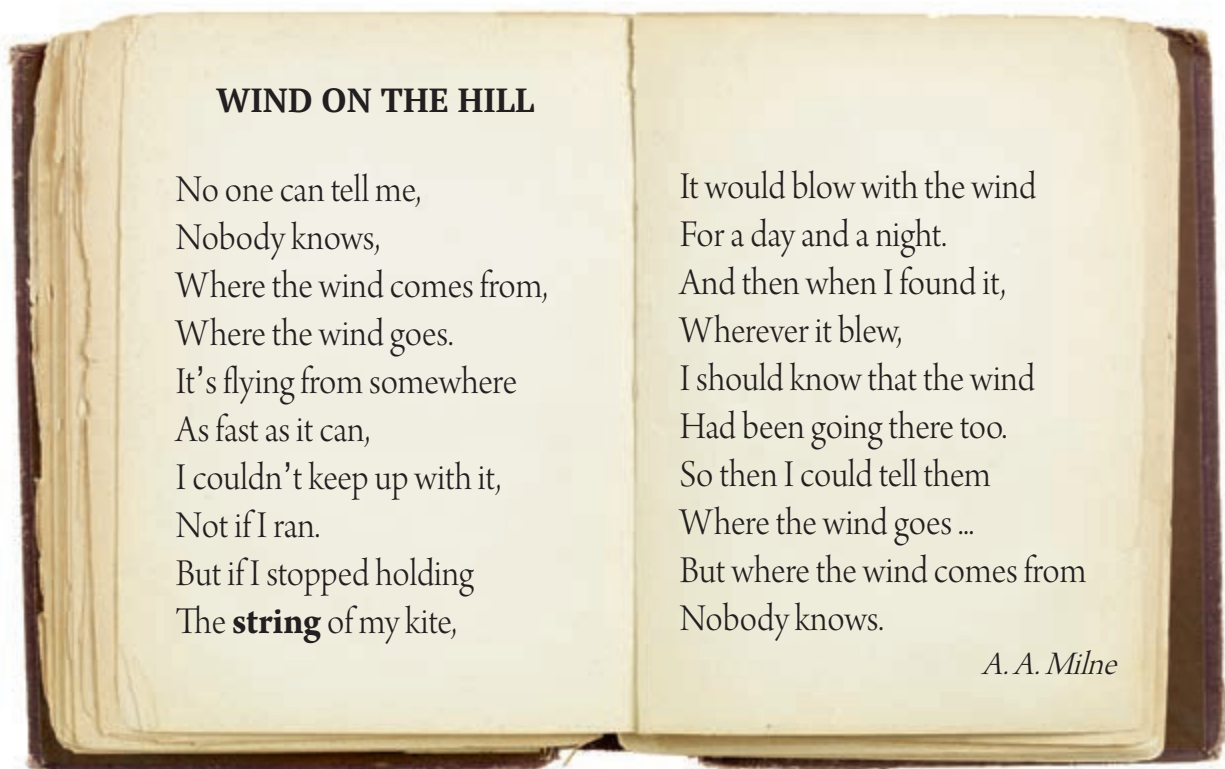 WIND ON THE HILL
No one can tell me,
Nobody knows,
Where the wind comes from,
Where the wind goes.
It’s flying from somewhere
As fast as it can,
I couldn’t keep up with it,
Not if I ran.
But if I stopped holding
The string of my kite,
It would blow with the wind
For a day and a night.
And then when I found it,
Wherever it blew,
I should know that the wind
Had been going there too.
So then I could tell them
Where the wind goes ...
But where the wind comes from
Nobody knows.
A. A. Milne